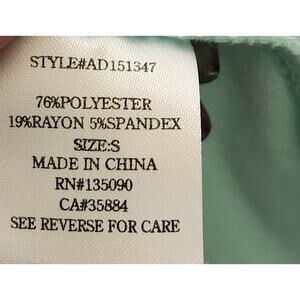 STYLE#AD151347
76%POLYESTER
19%RAYON 5%SPANDEX
SIZE:S
MADE IN CHINA
RN#135090
CA#35884
SEE REVERSE FOR CARE